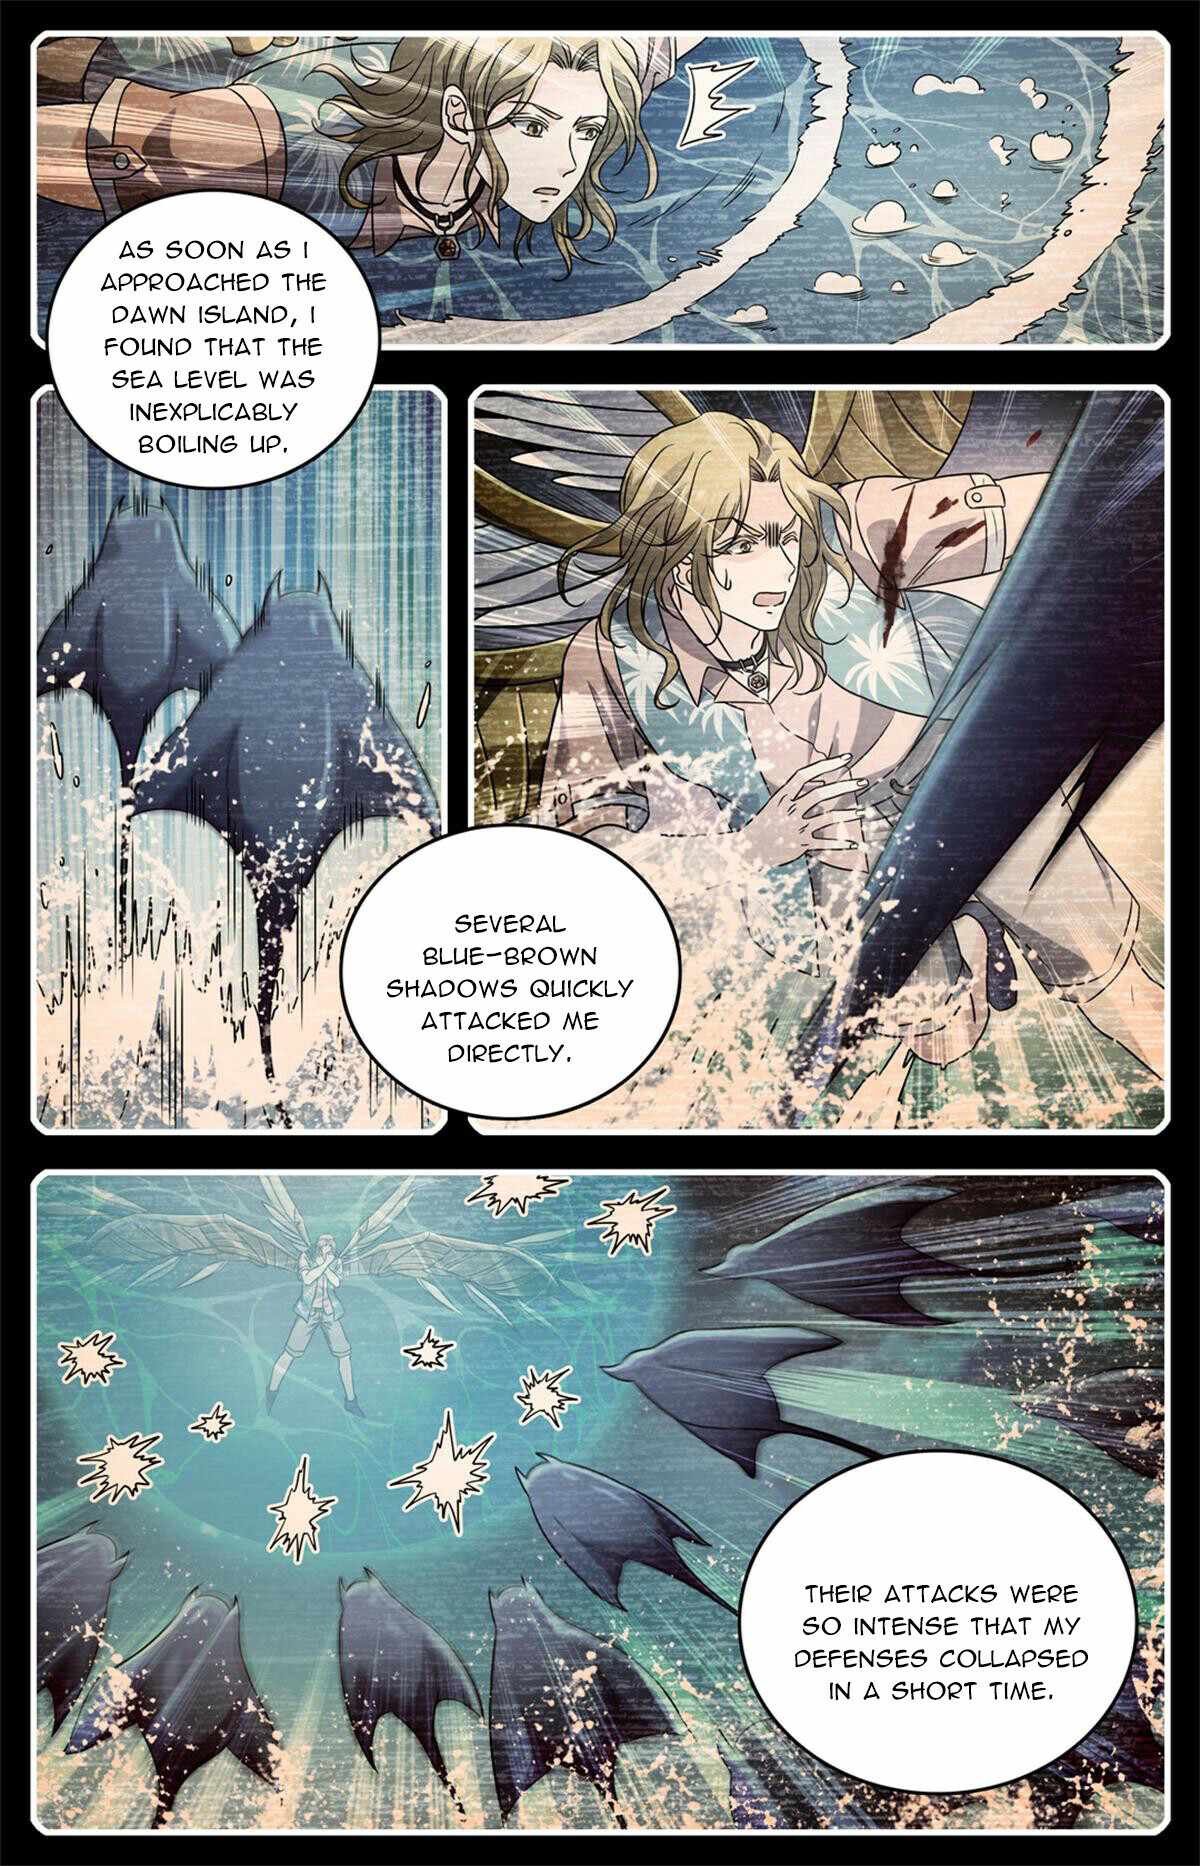 AS SOON AS I
APPROACHED THE
DAWN ISLAND, I
FOUND THAT THE
SEA LEVEL WAS
INEXPLICABLY
BOILING UP.
SEVERAL
BLUE-BROWN
SHADOWS QUICKLY
ATTACKED ME
DIRECTLY.
THEIR ATTACKS WERE
SO INTENSE THAT MY
DEFENSES COLLAPSED
IN A SHORT TIME.